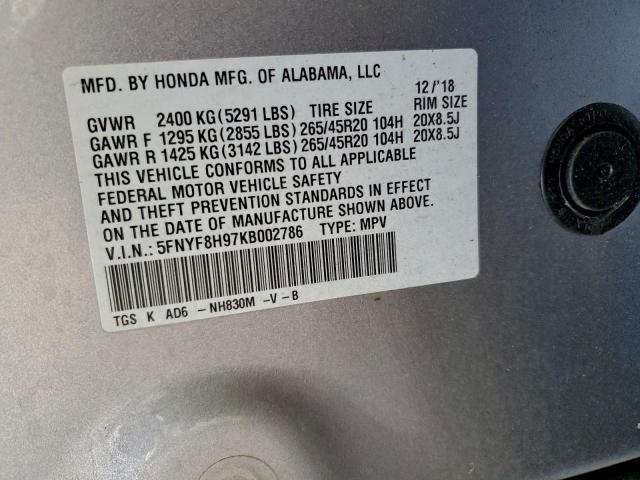 MFD. BY HONDA MFG. OF ALABAMA, LLC 12/'18
GVWR 2400 KG(5291 LBS) TIRE SIZE RIM SIZE
GAWR F 1295 KG(2855 LBS) 265/45R20 104H 20X8.5J
GAWR R 1425 KG(3142 LBS) 265/45R20 104H 20X8.5J
THIS VEHICLE CONFORMS TO ALL APPLICABLE
FEDERAL MOTOR VEHICLE SAFETY
AND THEFT PREVENTION STANDARDS IN EFFECT
ON THE DATE OF MANUFACTURE SHOWN ABOVE.
V.I.N.: 5FNYF8H97KB002786 TYPE: MPV
TGS K AD6 -NH830M -V-B